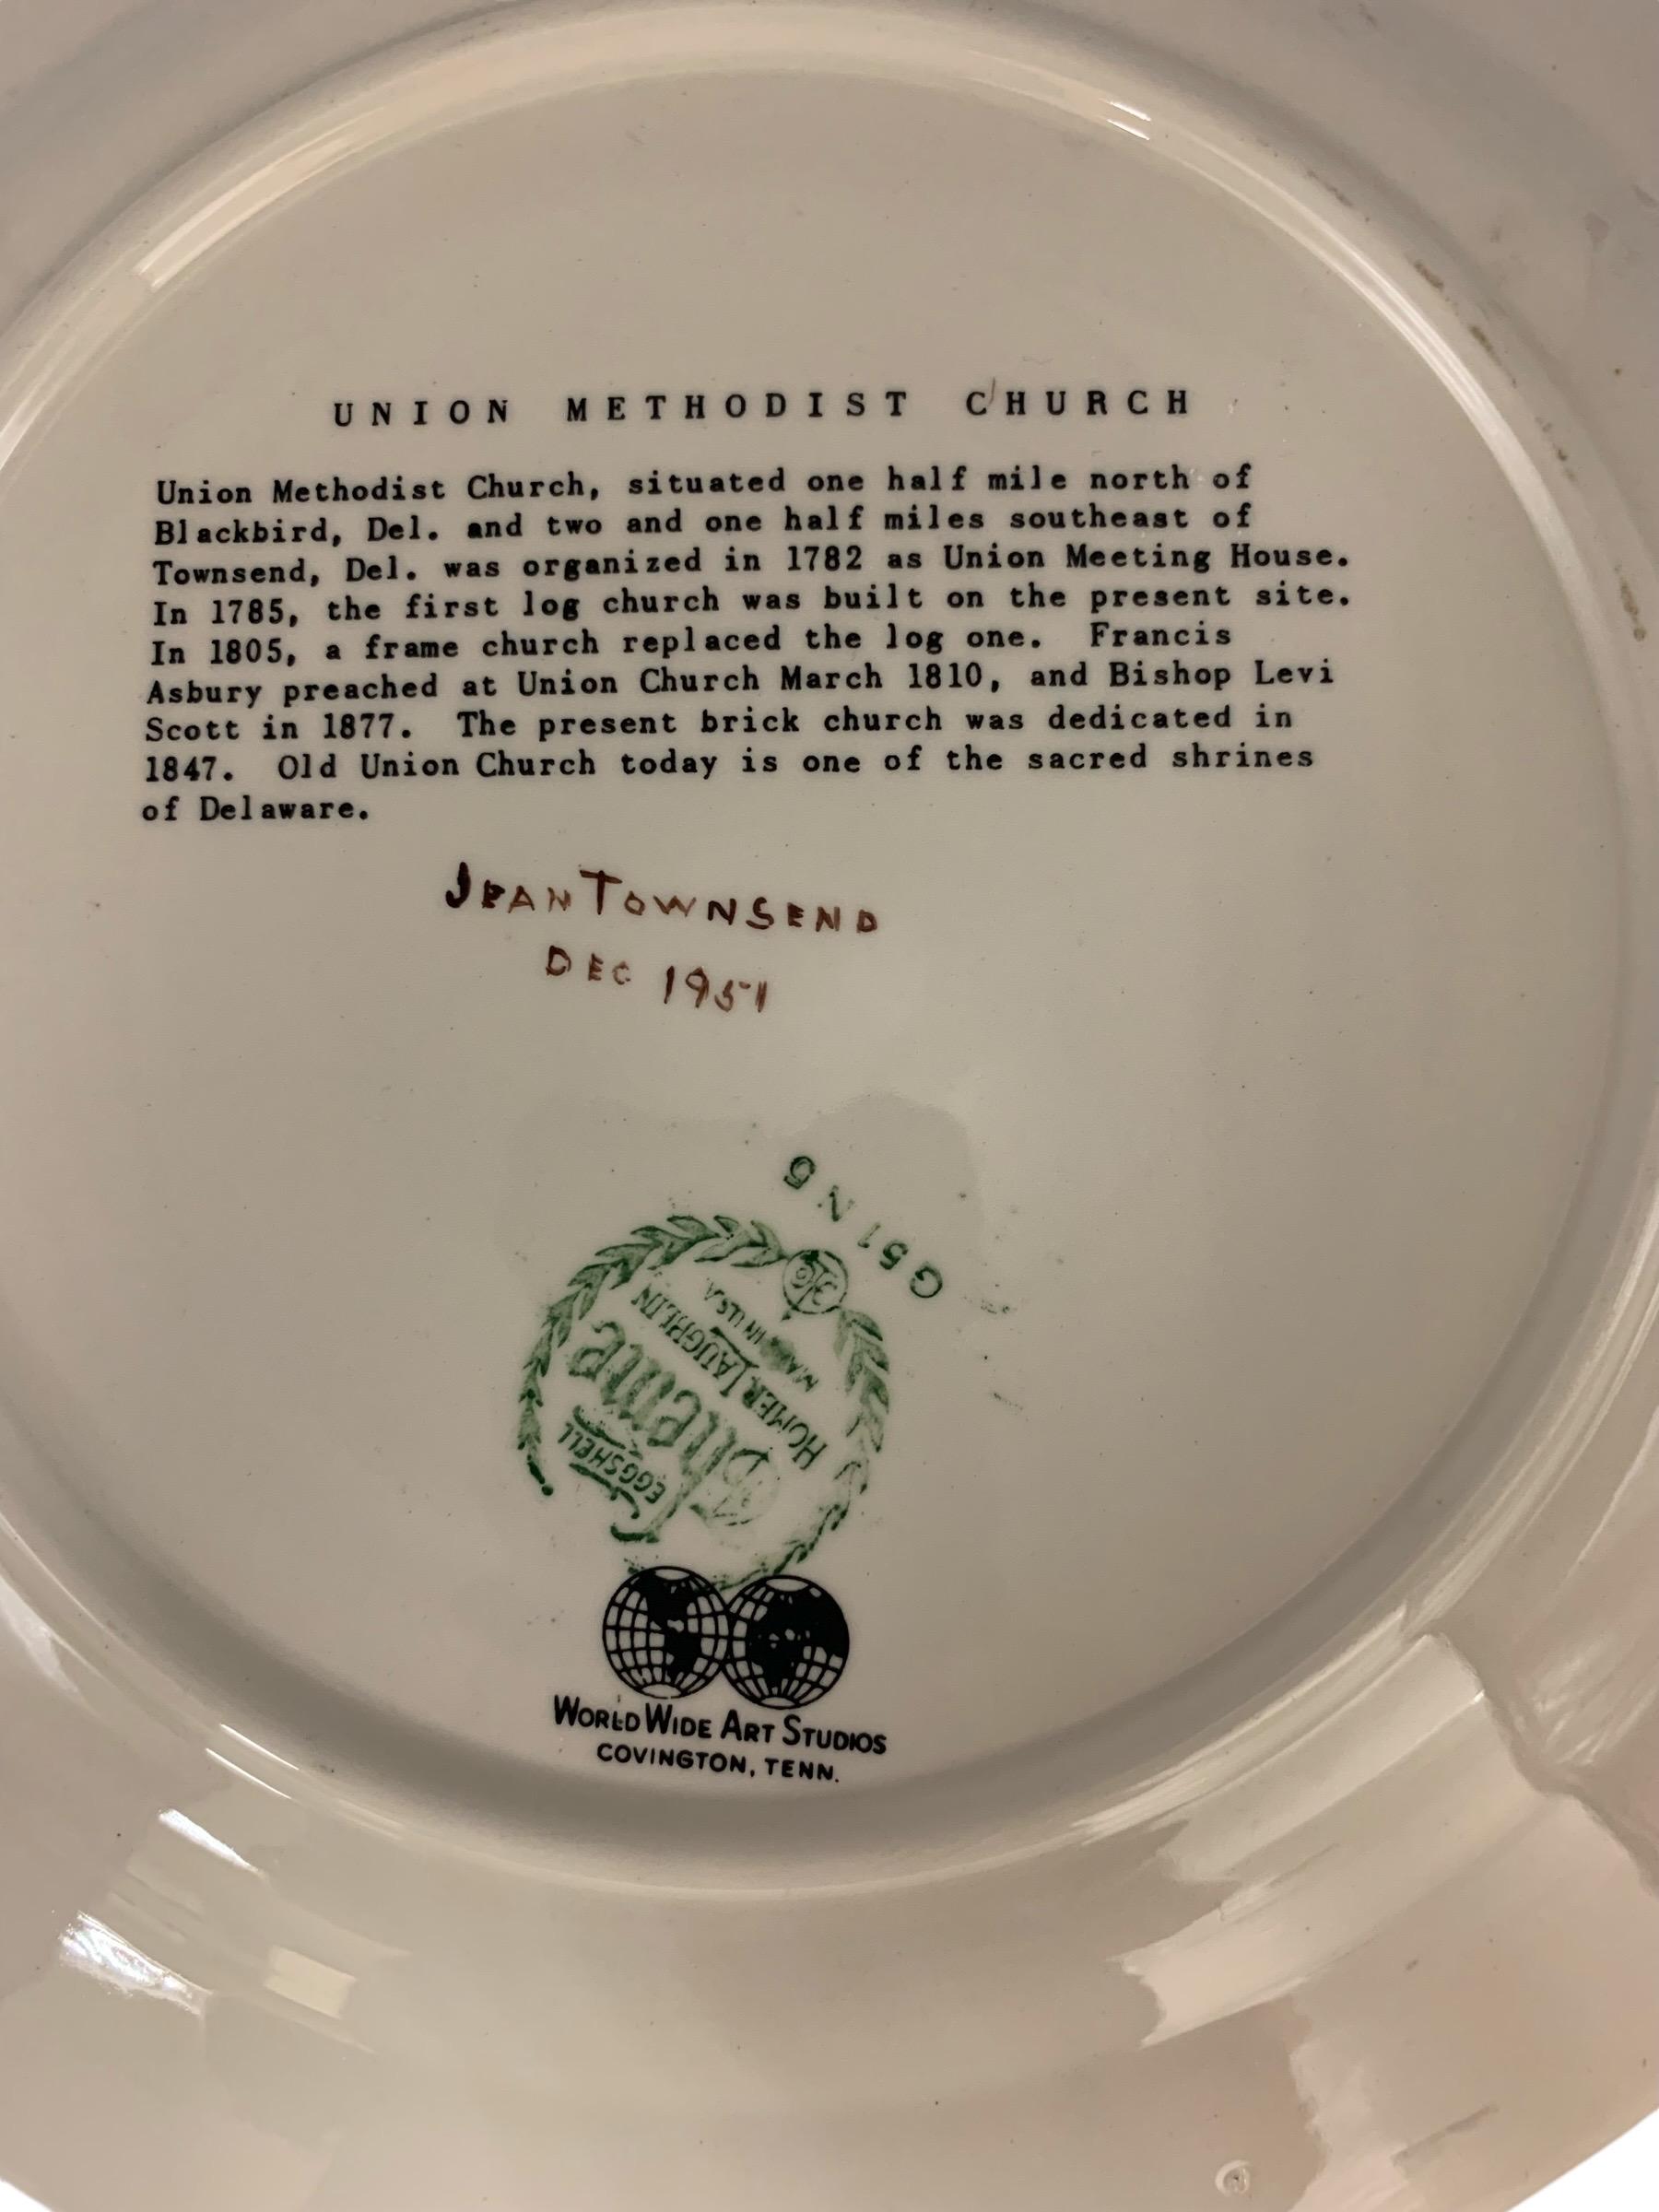 UNION METHODIST CHURCH
Union Methodist Church, situated one half mile north of
Blackbird, Del. and two and one half miles southeast of
Townsend, Del. was organized in 1782 as Union Meeting House.
In 1785, the first log church was built on the present site.
In 1805, a frame church replaced the log one. Francis
Asbury preached at Union Church March 1810, and Bishop Levi
Scott in 1877. The present brick church was dedicated in
1847. Old Union Church today is one of the sacred shrines
of Delaware.
JEAN TOWNSEND
DEC 1951
EGGSHELL
HOMER LAUGHLIN
MADE IN U.S.A.
36
G 51 N 5
WORLD WIDE ART STUDIOS
COVINGTON, TENN.